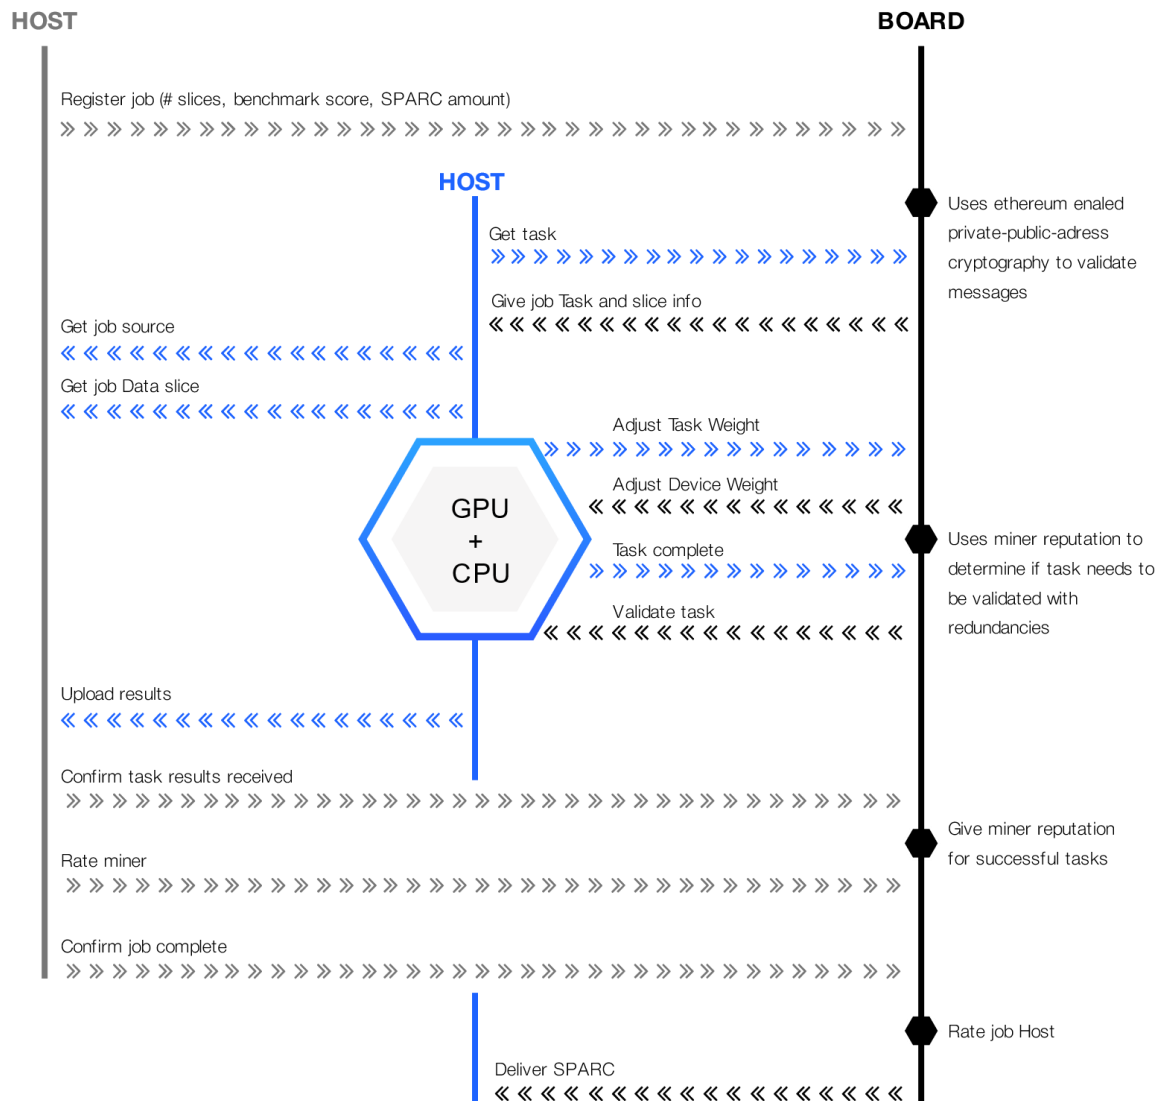 HOST
BOARD
Register job (# slices, benchmark score, SPARC amount)
HOST
Uses ethereum enaled
private-public-adress
cryptography to validate
messages
Get task
Give job Task and slice info
Get job source
Get job Data slice
Adjust Task Weight
Adjust Device Weight
GPU
+
CPU
Task complete
Validate task
Uses miner reputation to
determine if task needs to
be validated with
redundancies
Upload results
Confirm task results received
Give miner reputation
for successful tasks
Rate miner
Confirm job complete
Rate job Host
Deliver SPARC